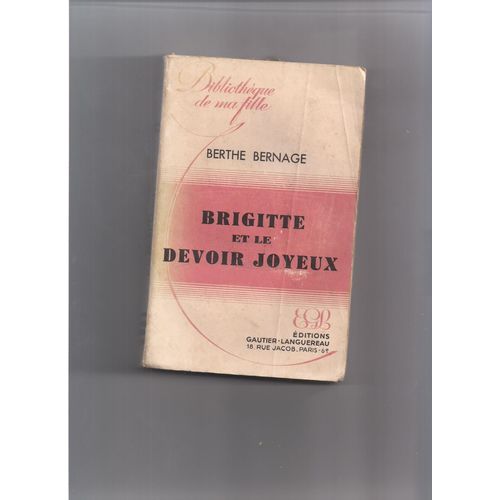 Bibliothèque
de ma fille
BERTHE BERNAGE
BRIGITTE
ET LE
DEVOIR JOYEUX
EGL
ÉDITIONS
GAUTIER-LANGUEREAU
18, RUE JACOB, PARIS-6e